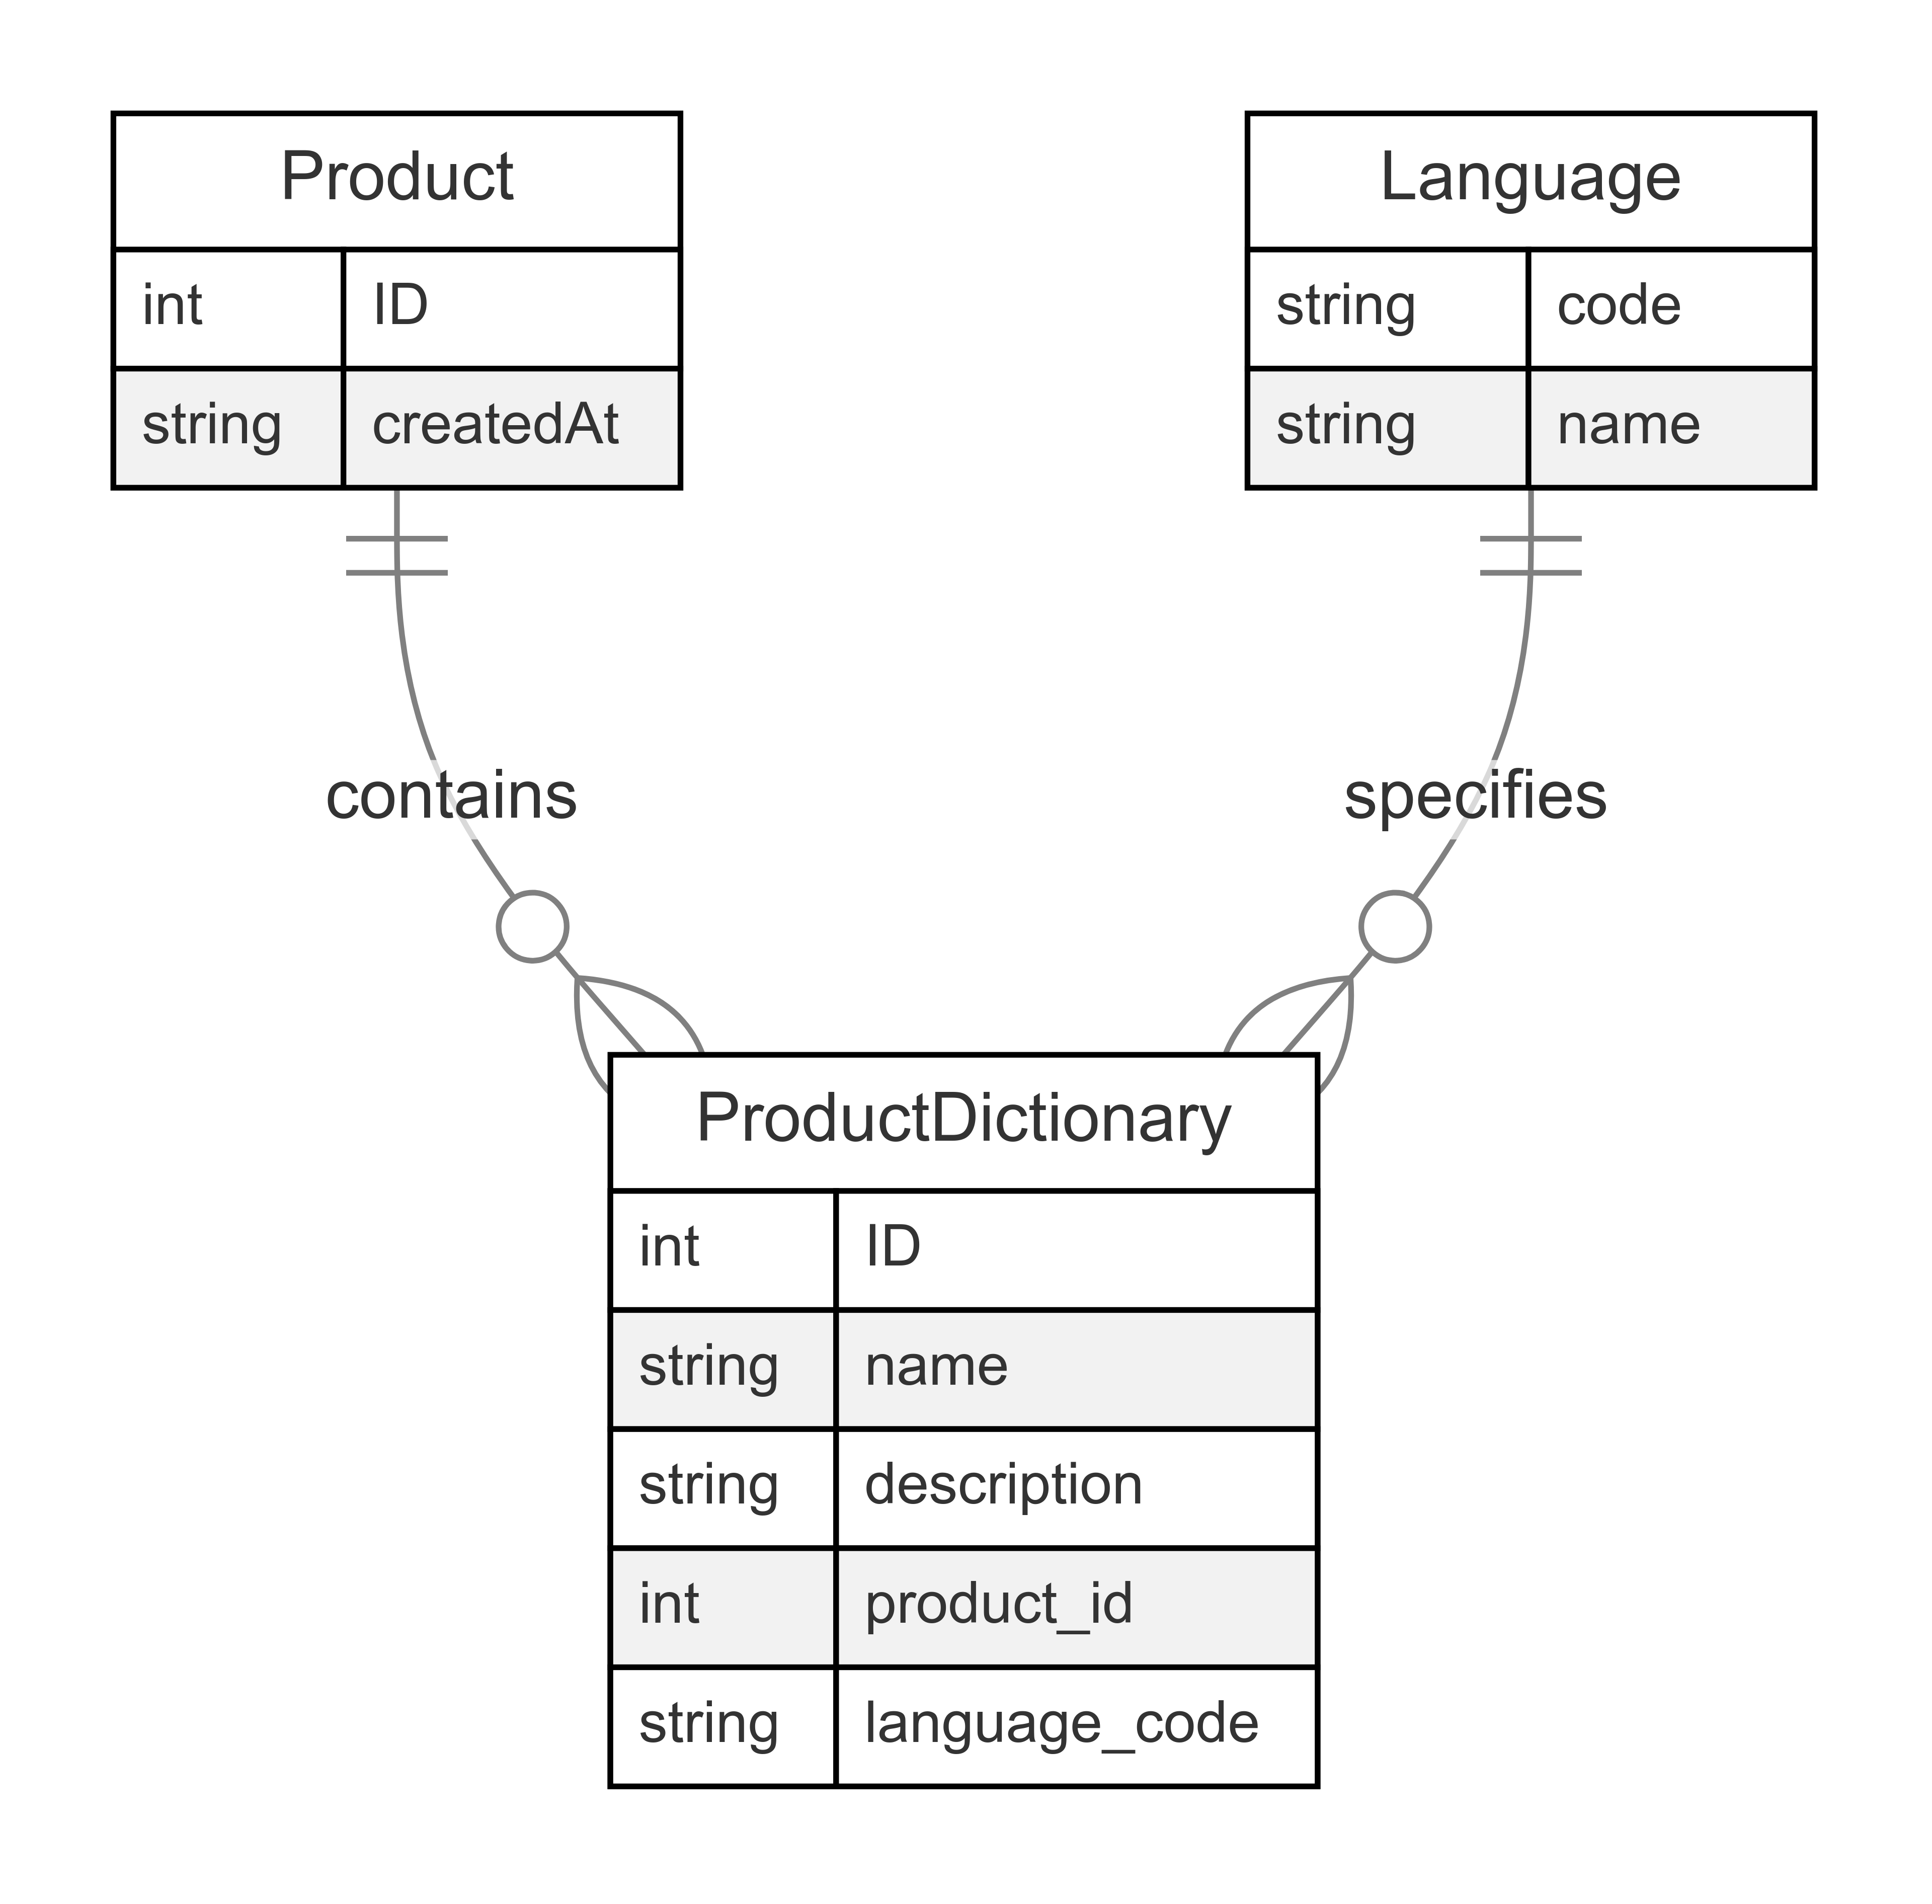 Product
int ID
string createdAt
Language
string code
string name
contains
specifies
ProductDictionary
int ID
string name
string description
int product_id
string language_code